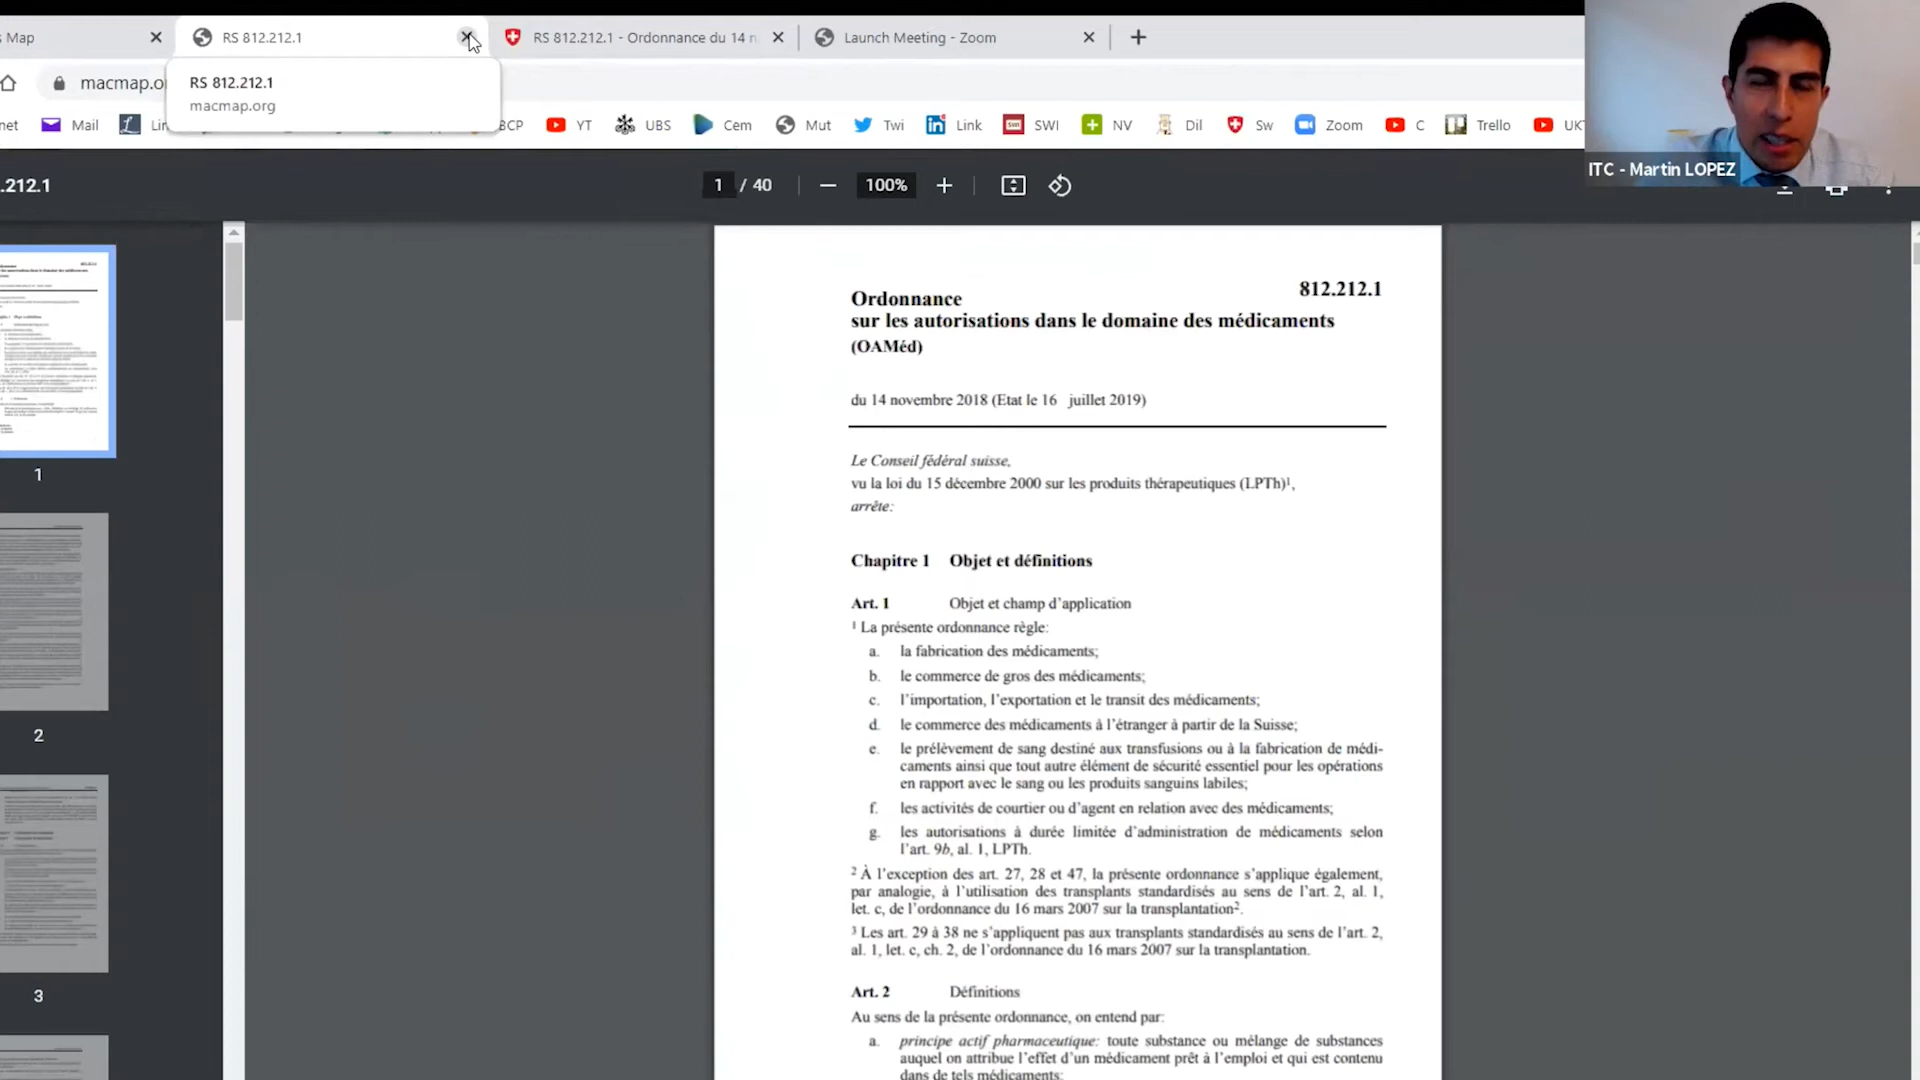 s Map
RS 812.212.1
RS 812.212.1 - Ordonnance du 14 n
Launch Meeting - Zoom
macmap.o
RS 812.212.1
macmap.org
net
Mail
Lin
BCP
YT
UBS
Cem
Mut
Twi
Link
SWI
NV
Dil
Sw
Zoom
C
Trello
UKT
ITC - Martin LOPEZ
.212.1
1 / 40
100%
1
2
3
812.212.1
Ordonnance
sur les autorisations dans le domaine des médicaments
(OAMéd)
du 14 novembre 2018 (Etat le 16 juillet 2019)
Le Conseil fédéral suisse,
vu la loi du 15 décembre 2000 sur les produits thérapeutiques (LPTh)¹,
arrête:
Chapitre 1 Objet et définitions
Art. 1 Objet et champ d’application
¹ La présente ordonnance règle:
a. la fabrication des médicaments;
b. le commerce de gros des médicaments;
c. l’importation, l’exportation et le transit des médicaments;
d. le commerce des médicaments à l’étranger à partir de la Suisse;
e. le prélèvement de sang destiné aux transfusions ou à la fabrication de médi-
caments ainsi que tout autre élément de sécurité essentiel pour les opérations
en rapport avec le sang ou les produits sanguins labiles;
f. les activités de courtier ou d’agent en relation avec des médicaments;
g. les autorisations à durée limitée d’administration de médicaments selon
l’art. 9b, al. 1, LPTh.
² À l’exception des art. 27, 28 et 47, la présente ordonnance s’applique également,
par analogie, à l’utilisation des transplants standardisés au sens de l’art. 2, al. 1,
let. c, de l’ordonnance du 16 mars 2007 sur la transplantation².
³ Les art. 29 à 38 ne s’appliquent pas aux transplants standardisés au sens de l’art. 2,
al. 1, let. c, ch. 2, de l’ordonnance du 16 mars 2007 sur la transplantation.
Art. 2 Définitions
Au sens de la présente ordonnance, on entend par:
a. principe actif pharmaceutique: toute substance ou mélange de substances
auquel on attribue l’effet d’un médicament prêt à l’emploi et qui est contenu
dans de tels médicaments;